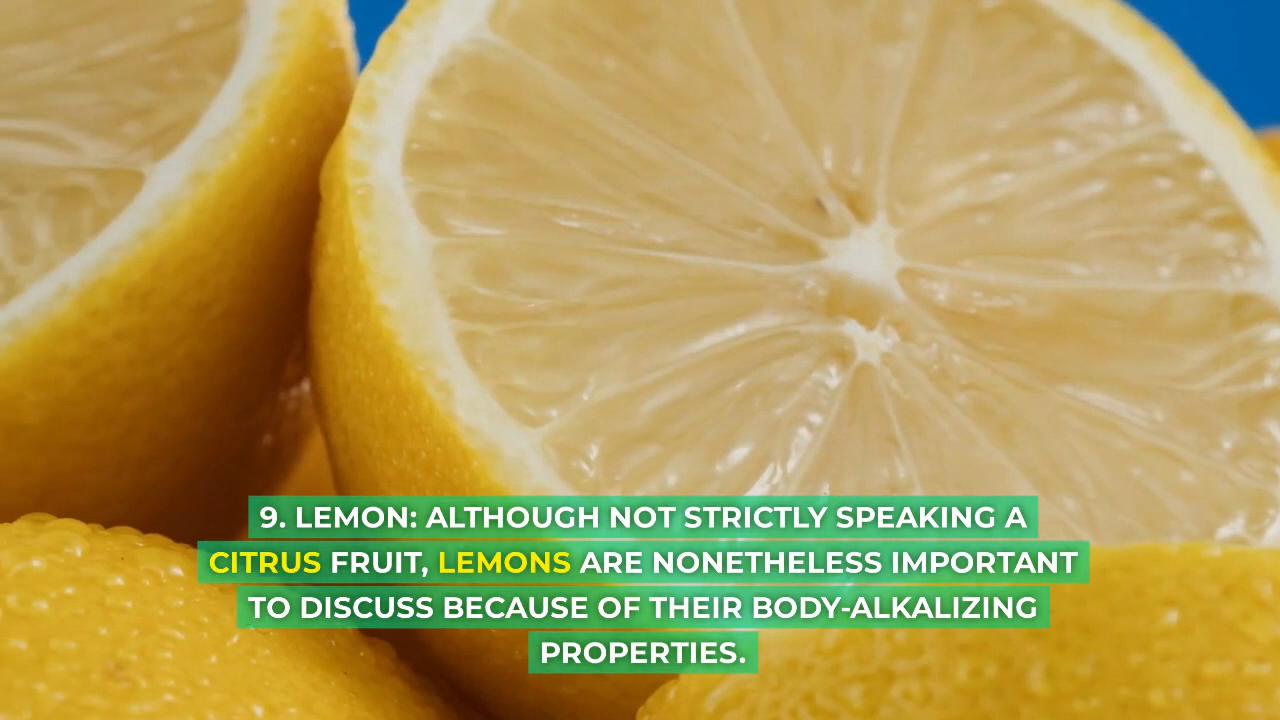 9. LEMON: ALTHOUGH NOT STRICTLY SPEAKING A
CITRUS FRUIT, LEMONS ARE NONETHELESS IMPORTANT
TO DISCUSS BECAUSE OF THEIR BODY-ALKALIZING
PROPERTIES.